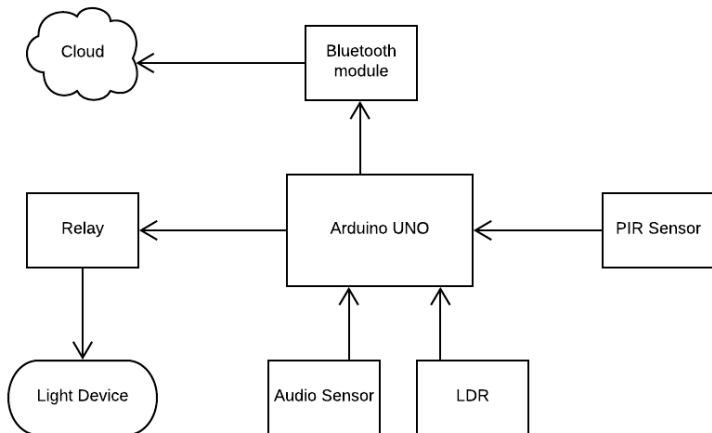 Cloud
Bluetooth
module
Relay
Arduino UNO
PIR Sensor
Light Device
Audio Sensor
LDR